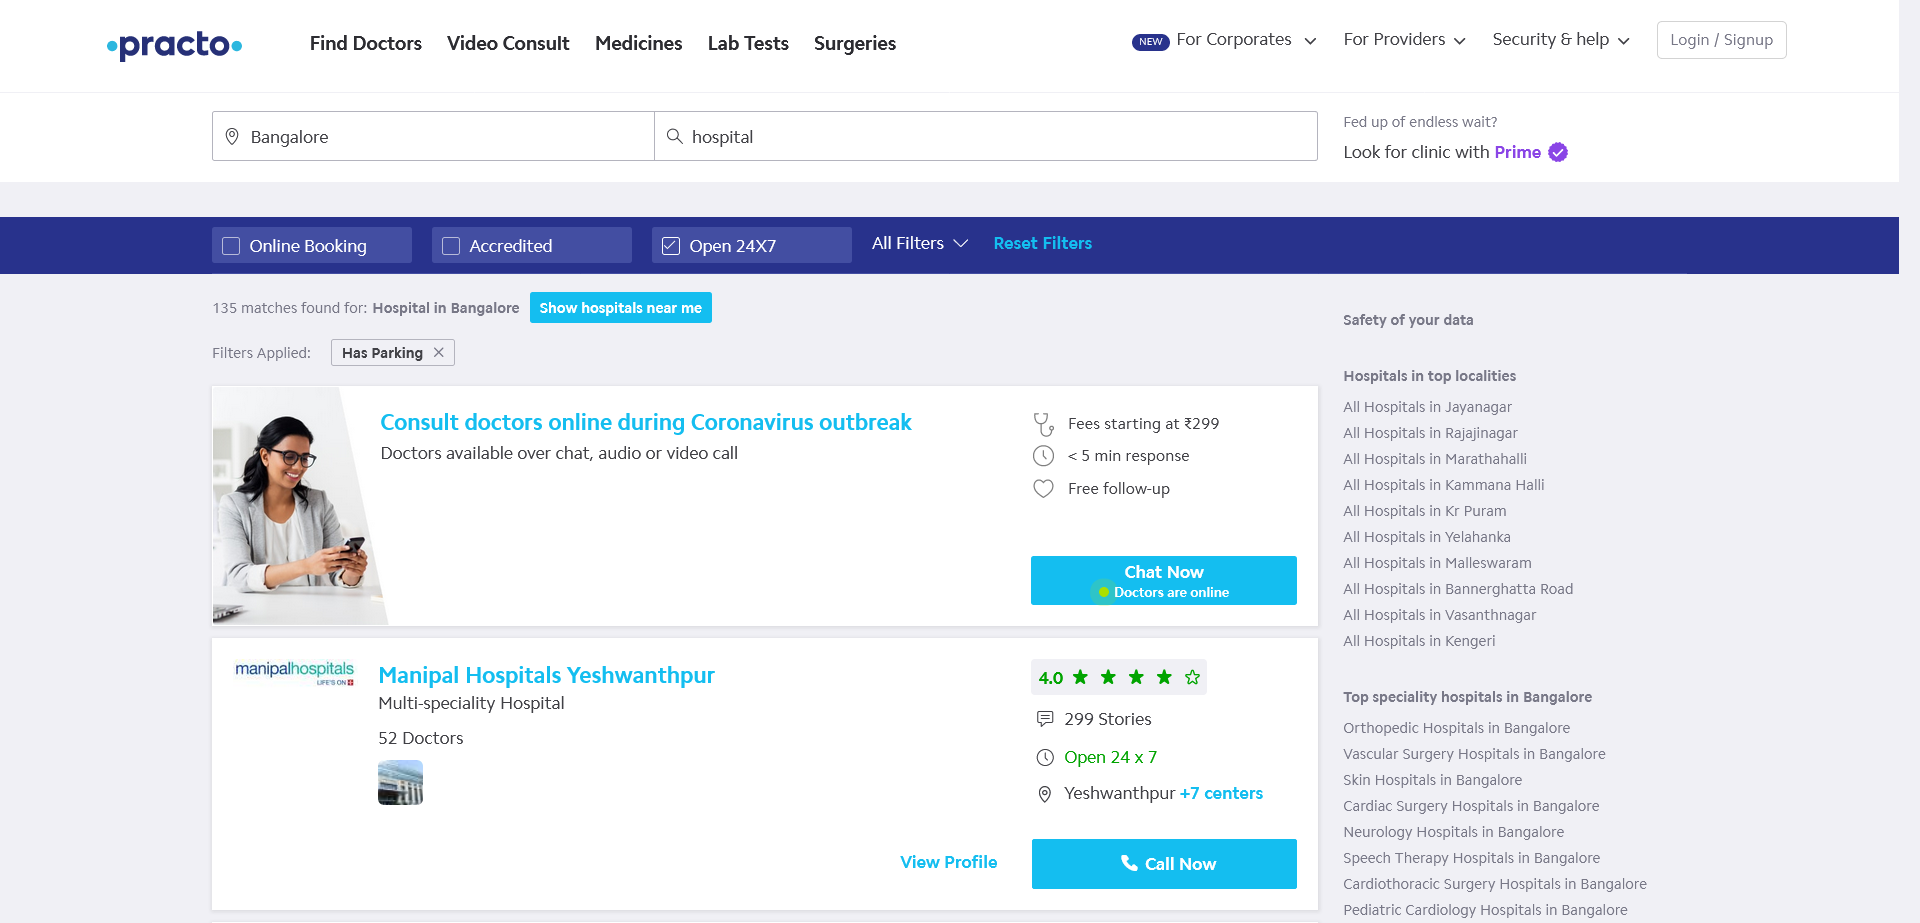 practo
Find Doctors
Video Consult
Medicines
Lab Tests
Surgeries
NEW For Corporates
For Providers
Security & help
Login / Signup
Bangalore
hospital
Fed up of endless wait?
Look for clinic with Prime
Online Booking
Accredited
Open 24X7
All Filters
Reset Filters
135 matches found for: Hospital in Bangalore
Show hospitals near me
Filters Applied:
Has Parking
Consult doctors online during Coronavirus outbreak
Doctors available over chat, audio or video call
Fees starting at ₹299
< 5 min response
Free follow-up
Chat Now
Doctors are online
manipalhospitals
LIFE'S ON
Manipal Hospitals Yeshwanthpur
Multi-speciality Hospital
52 Doctors
4.0
299 Stories
Open 24 x 7
Yeshwanthpur +7 centers
View Profile
Call Now
Safety of your data
Hospitals in top localities
All Hospitals in Jayanagar
All Hospitals in Rajajinagar
All Hospitals in Marathahalli
All Hospitals in Kammana Halli
All Hospitals in Kr Puram
All Hospitals in Yelahanka
All Hospitals in Malleswaram
All Hospitals in Bannerghatta Road
All Hospitals in Vasanthnagar
All Hospitals in Kengeri
Top speciality hospitals in Bangalore
Orthopedic Hospitals in Bangalore
Vascular Surgery Hospitals in Bangalore
Skin Hospitals in Bangalore
Cardiac Surgery Hospitals in Bangalore
Neurology Hospitals in Bangalore
Speech Therapy Hospitals in Bangalore
Cardiothoracic Surgery Hospitals in Bangalore
Pediatric Cardiology Hospitals in Bangalore